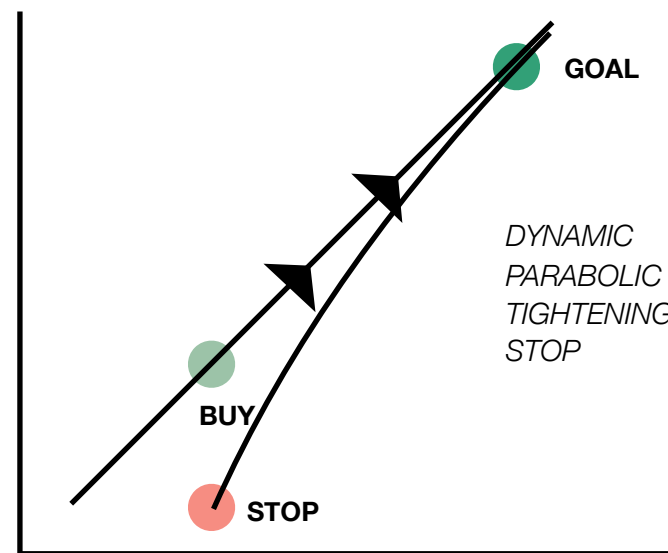 GOAL
DYNAMIC
PARABOLIC
TIGHTENING
STOP
BUY
STOP